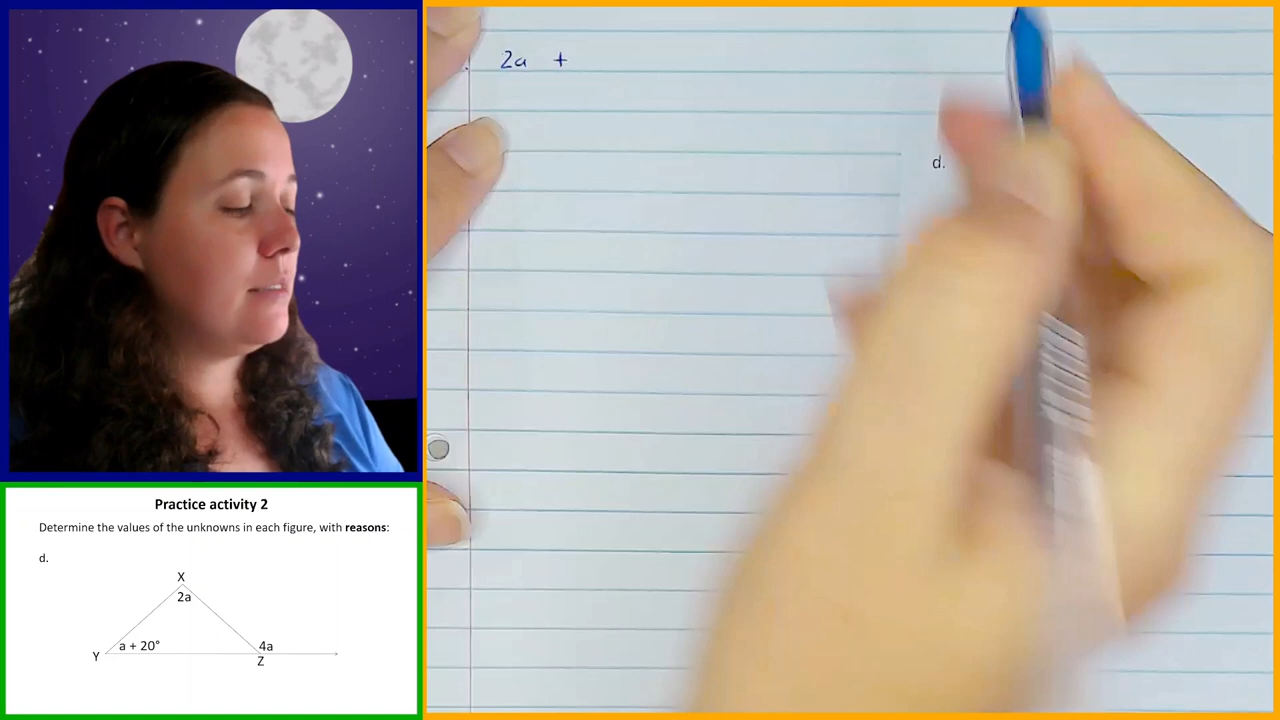 2a +
d.
Practice activity 2
Determine the values of the unknowns in each figure, with reasons:
d.
X
2a
a + 20°
4a
Y
Z